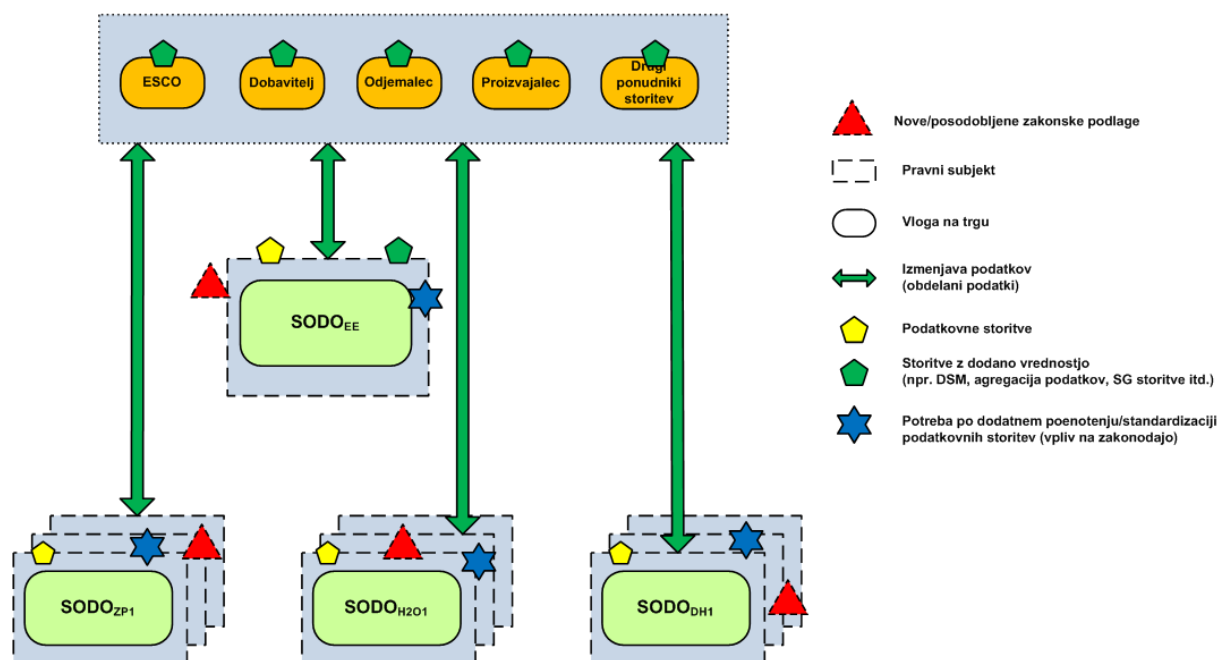 ESCO
Dobavitelj
Odjemalec
Proizvajalec
Drugi
ponudniki
storitev
Nove/posodobljene zakonske podlage
Pravni subjekt
Vloga na trgu
Izmenjava podatkov
(obdelani podatki)
Podatkovne storitve
Storitve z dodano vrednostjo
(npr. DSM, agregacija podatkov, SG storitve itd.)
Potreba po dodatnem poenotenju/standardizaciji
podatkovnih storitev (vpliv na zakonodajo)
SODOEE
SODOZP1
SODOH2O1
SODODH1